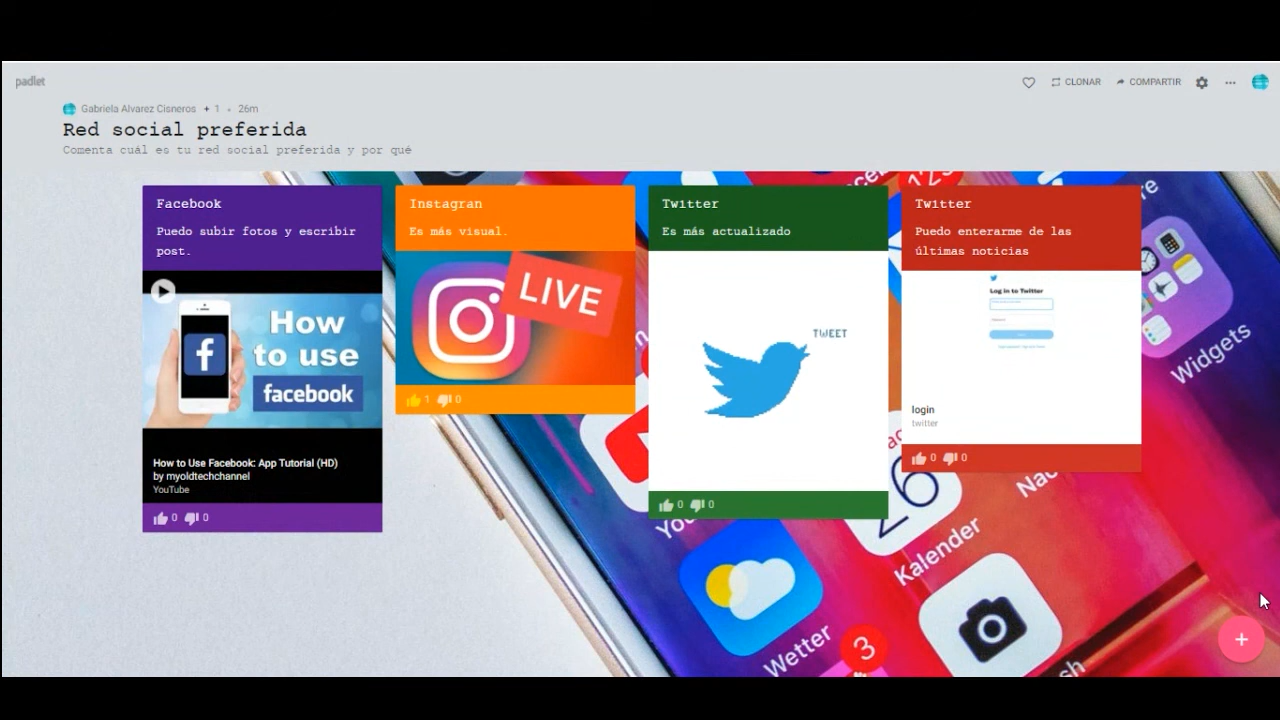 padlet
CLONAR
COMPARTIR
Gabriela Alvarez Cisneros + 1 • 26m
Red social preferida
Comenta cuál es tu red social preferida y por qué
Facebook
Puedo subir fotos y escribir
post.
How
to use
facebook
How to Use Facebook: App Tutorial (HD)
by myoldtechchannel
YouTube
0 0
Instagran
Es más visual.
LIVE
1 0
Twitter
Es más actualizado
TWEET
0 0
Twitter
Puedo enterarme de las
últimas noticias
Log in to Twitter
login
twitter
0 0
Widgets
Kalender
26
Wetter
3
+